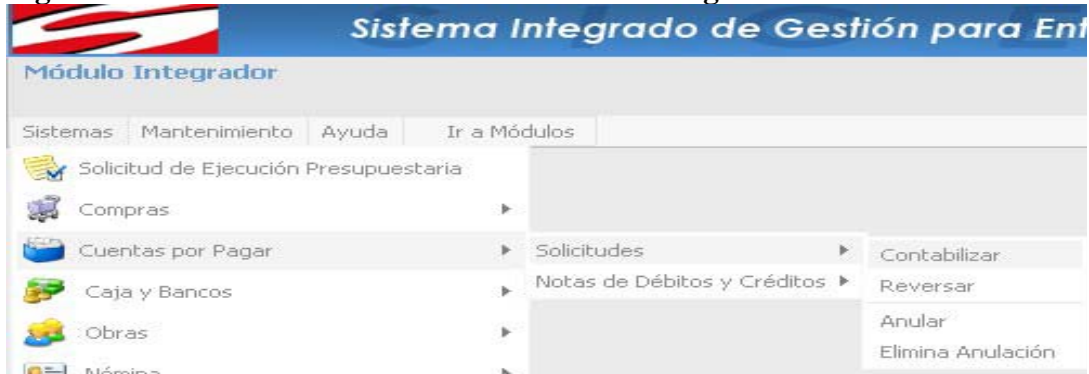 Sistema Integrado de Gestión para Ent
Módulo Integrador
Sistemas Mantenimiento Ayuda Ir a Módulos
Solicitud de Ejecución Presupuestaria
Compras
Cuentas por Pagar
Caja y Bancos
Obras
Nómina
Solicitudes
Notas de Débitos y Créditos
Contabilizar
Reversar
Anular
Elimina Anulación